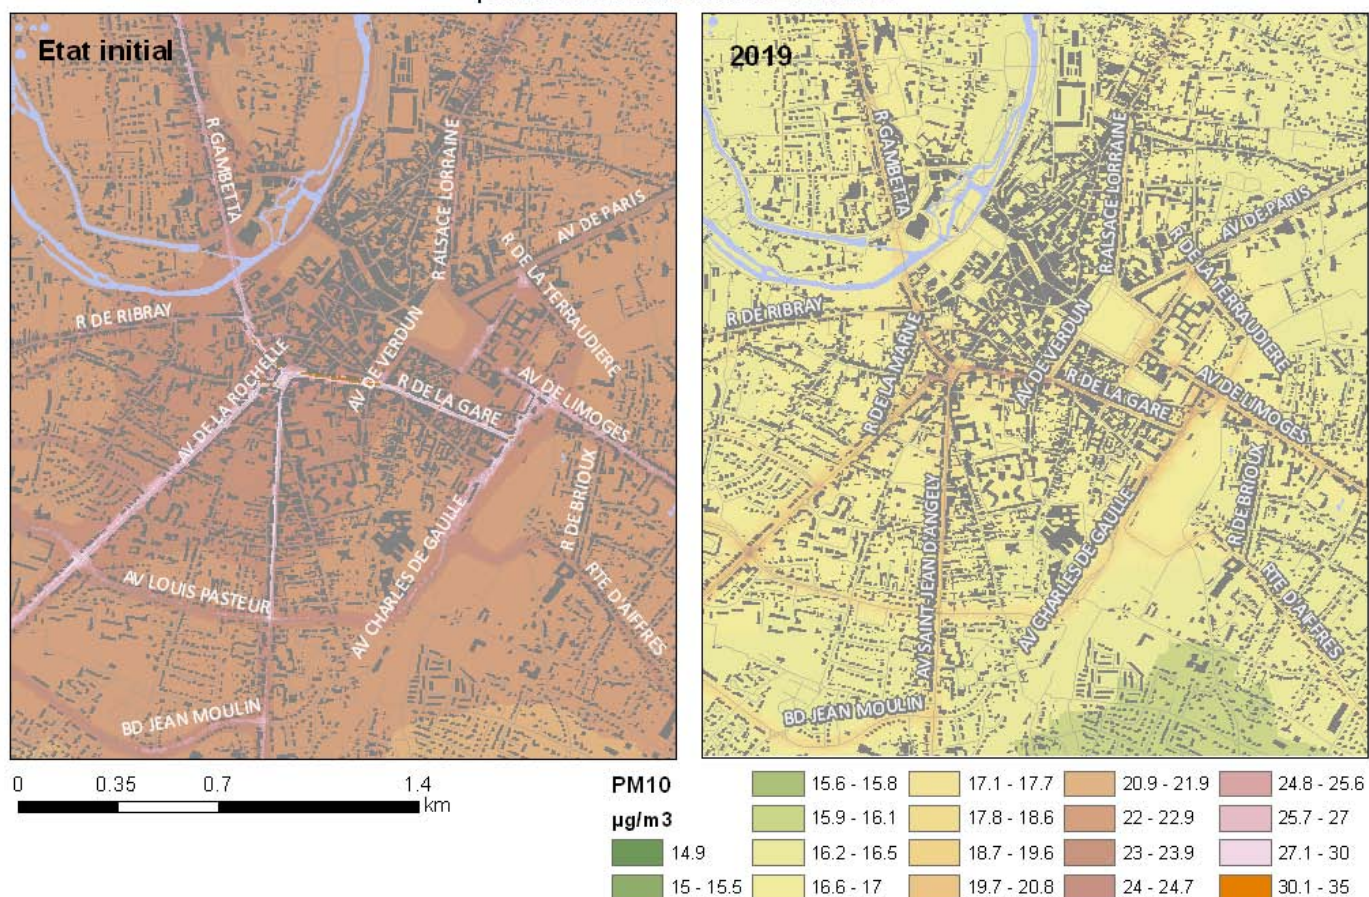 Etat initial
R GAMBETTA
R ALSACE LORRAINE
AV DE PARIS
R DE LA TERRAUDIERE
R DE RIBRAY
AV DE VERDUN
AV DE LA ROCHELLE
R DE LA GARE
AV DE LIMOGES
R DE BRIOUX
AV CHARLES DE GAULLE
AV LOUIS PASTEUR
RTE D'AIFFRES
BD JEAN MOULIN
2019
R GAMBETTA
R ALSACE LORRAINE
AV DE PARIS
R DE LA TERRAUDIERE
R DE RIBRAY
R DE LA MARNE
AV DE VERDUN
R DE LA GARE
AV DE LIMOGES
R DE BRIOUX
AV SAINT JEAN D'ANGELY
AV CHARLES DE GAULLE
RTE D'AIFFRES
BD JEAN MOULIN
0 0.35 0.7 1.4
km
PM10
µg/m3
14.9
15 - 15.5
15.6 - 15.8
15.9 - 16.1
16.2 - 16.5
16.6 - 17
17.1 - 17.7
17.8 - 18.6
18.7 - 19.6
19.7 - 20.8
20.9 - 21.9
22 - 22.9
23 - 23.9
24 - 24.7
24.8 - 25.6
25.7 - 27
27.1 - 30
30.1 - 35